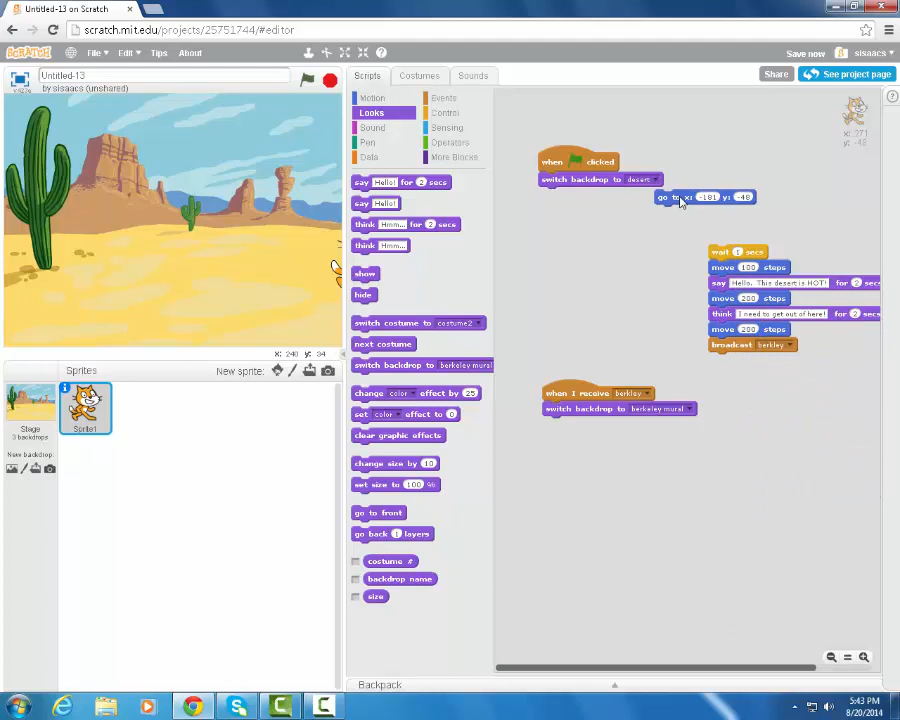 Untitled-13 on Scratch
scratch.mit.edu/projects/25751744/#editor
SCRATCH File Edit Tips About Save now sisaacs
Untitled-13
by sisaacs (unshared)
Scripts Costumes Sounds
Share See project page
Motion Events
Looks Control
Sound Sensing
Pen Operators
Data More Blocks
say Hello! for 2 secs
say Hello!
think Hmm... for 2 secs
think Hmm...
show
hide
switch costume to costume2
next costume
switch backdrop to berkeley mural
change color effect by 25
set color effect to 0
clear graphic effects
change size by 10
set size to 100 %
go to front
go back 1 layers
costume #
backdrop name
size
x: 271
y: -48
when clicked
switch backdrop to desert
go to x: -181 y: -48
wait 1 secs
move 100 steps
say Hello. This desert is HOT! for 2 secs
move 200 steps
think I need to get out of here! for 2 secs
move 200 steps
broadcast berkley
when I receive berkley
switch backdrop to berkeley mural
v423a
X: 240 y: 34
Sprites New sprite:
Stage
3 backdrops
New backdrop:
Sprite1
Backpack
5:43 PM
8/20/2014